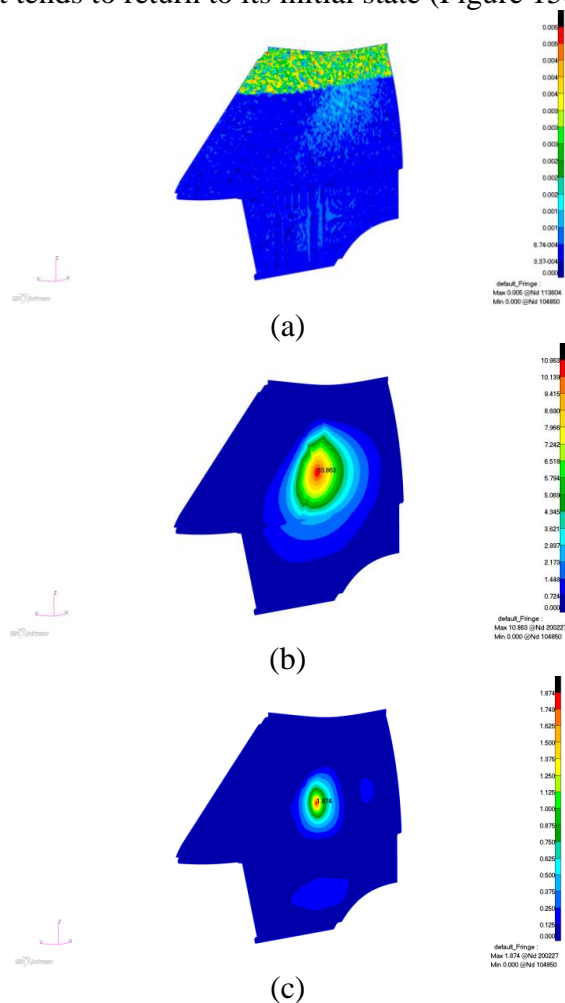 t tends to return to its initial state (Figure 13
0.005
0.005
0.004
0.004
0.004
0.003
0.003
0.003
0.002
0.002
0.002
0.001
0.001
6.74-004
3.37-004
0.000
default_Fringe :
Max 0.005 @Nd 113604
Min 0.000 @Nd 104850
Z
Y X
(a)
10.863
10.139
9.415
8.690
7.966
7.242
6.518
5.794
5.069
4.345
3.621
2.897
2.173
1.449
0.724
0.000
10.863
default_Fringe :
Max 10.863 @Nd 200227
Min 0.000 @Nd 104850
Z
Y X
(b)
1.874
1.749
1.625
1.500
1.375
1.250
1.125
1.000
0.875
0.750
0.625
0.500
0.375
0.250
0.125
0.000
1.874
default_Fringe :
Max 1.874 @Nd 200227
Min 0.000 @Nd 104850
Z
Y X
(c)